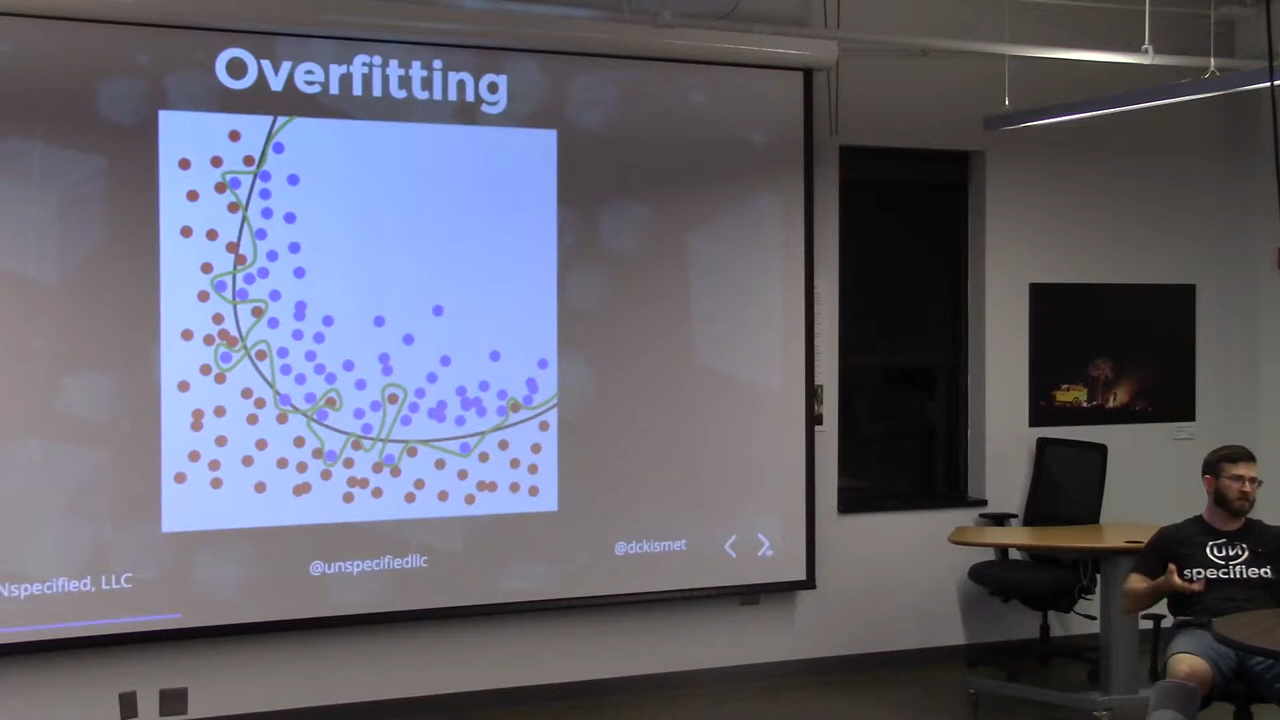 Overfitting
Nspecified, LLC
@unspecifiedllc
@dckismet
UN
specified